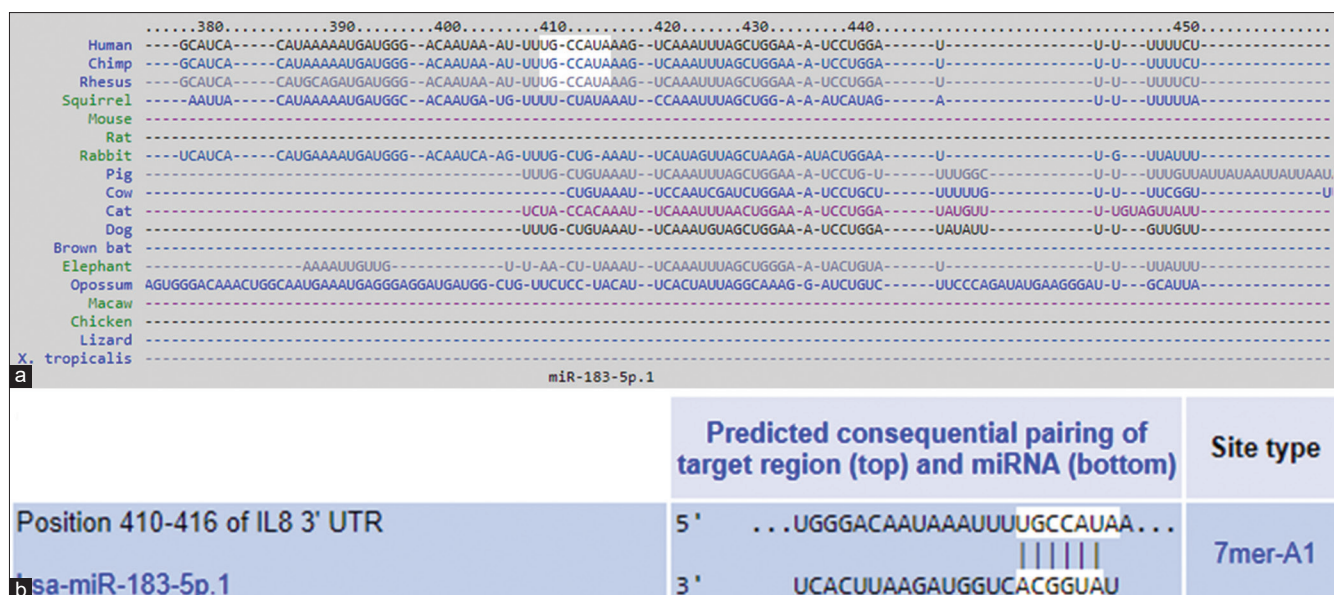 ........380.........390.........400.........410.........420.......430........440...............................450..............
Human -----GCAUCA-----CAUAAAAAUGAUGGG--ACAAUAA-AU-UUUG-CCAUAAAG--UCAAAUUUAGCUGGAA-A-UCCUGGA------U---------------U-U---UUUUCU-------------
Chimp -----GCAUCA-----CAUAAAAAUGAUGGG--ACAAUAA-AU-UUUG-CCAUAAAG--UCAAAUUUAGCUGGAA-A-UCCUGGA------U---------------U-U---UUUUCU-------------
Rhesus -----GCAUCA-----CAUGCAGAUGAUGGG--ACAAUAA-AU-UUUG-CCAUAAAG--UCAAAUUUAGCUGGAA-A-UCCUGGA------U---------------U-U---UUUUCU-------------
Squirrel ------AAUUA-----CAUAAAAAUGAUGGC--ACAAUGA-UG-UUUU-CUAUAAAU--CCAAAUUUAGCUGG-A-A-AUCAUAG------A---------------U-U---UUUUUA-------------
Mouse ------------------------------------------------------------------------------------------------------------------------
Rat ------------------------------------------------------------------------------------------------------------------------
Rabbit -----UCAUCA-----CAUGAAAAUGAUGGG--ACAAUCA-AG-UUUG-CUG-AAAU--UCAUAGUUAGCUAAGA-AUACUGGAA------U---------------U-G---UUAUUU-------------
Pig --------------------------------------------UUUG-CUGUAAAU--UCAAAUUUAGCUGGAA-A-UCCUG-U------UUUGGC----------U-U---UUUGUUAUUAUAAUUAUUAAU
Cow -------------------------------------------------CUGUAAAU--UCCAAUCGAUCUGGAA-A-UCCUGCU------UUUUUG----------U-U---UUCGGU------------U
Cat --------------------------------------------UCUA-CCACAAAU--UCAAAUUUAACUGGAA-A-UCCUGGA------UAUGUU----------U-UGUAGUUAUU-------------
Dog --------------------------------------------UUUG-CUGUAAAU--UCAAAUGUAGCUGGAA-A-UCCUGGA------UAUAUU----------U-U---GUUGUU-------------
Brown bat ------------------------------------------------------------------------------------------------------------------------
Elephant -------------------AAAAUUGUUG-------------U-U-AA-CU-UAAAU--UCAAAUUUAGCUGGGA-A-UACUGUA------U---------------U-U---UUAUUU-------------
Opossum AGUGGGACAAACUGGCAAUGAAAUGAGGGAGGAUGAUGG-CUG-UUCUCC-UACAU--UCACUAUUAGGCAAAG-G-AUCUGUC------UUCCCAGAUAUGAAGGGAU-U---GCAUUA-------------
Macaw ------------------------------------------------------------------------------------------------------------------------
Chicken ------------------------------------------------------------------------------------------------------------------------
Lizard ------------------------------------------------------------------------------------------------------------------------
X. tropicalis ------------------------------------------------------------------------------------------------------------------------
a miR-183-5p.1
Predicted consequential pairing of
target region (top) and miRNA (bottom) Site type
Position 410-416 of IL8 3' UTR 5' ...UGGGACAAUAAAUUUUGCCAUAA...
||||||
7mer-A1
b hsa-miR-183-5p.1 3' UCACUUAAGAUGGUCACGGUAU